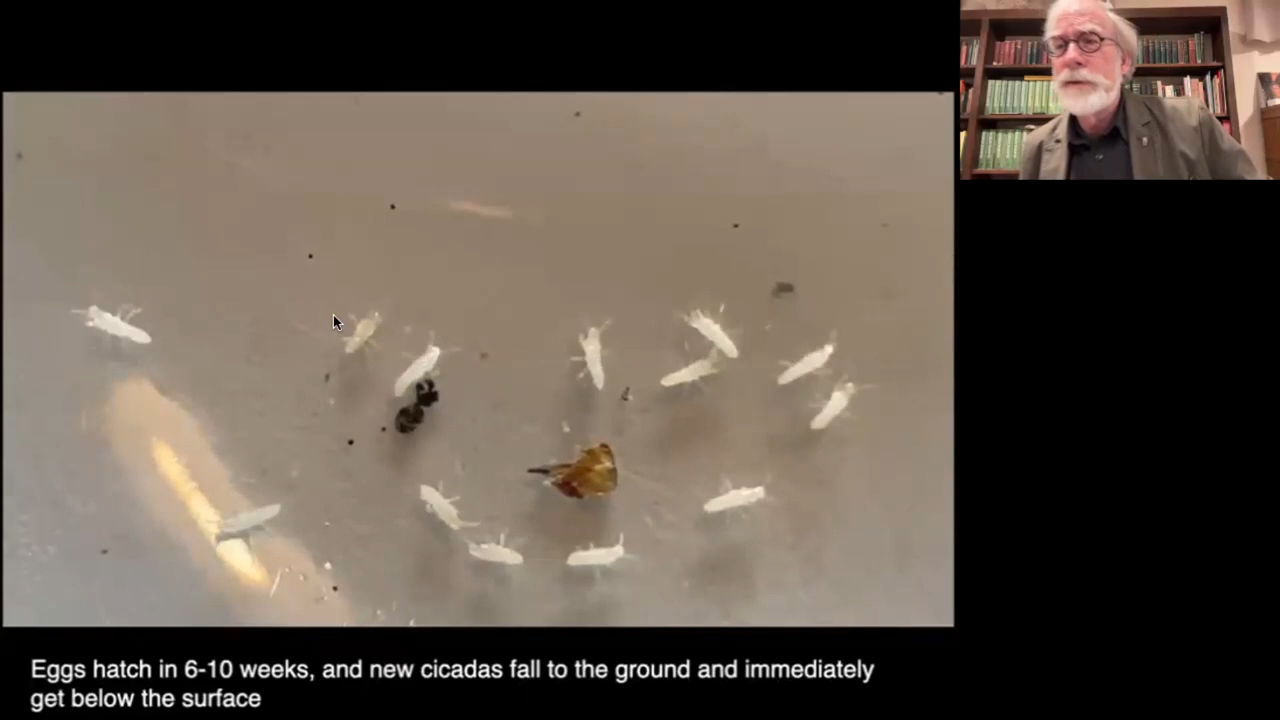 Eggs hatch in 6-10 weeks, and new cicadas fall to the ground and immediately
get below the surface